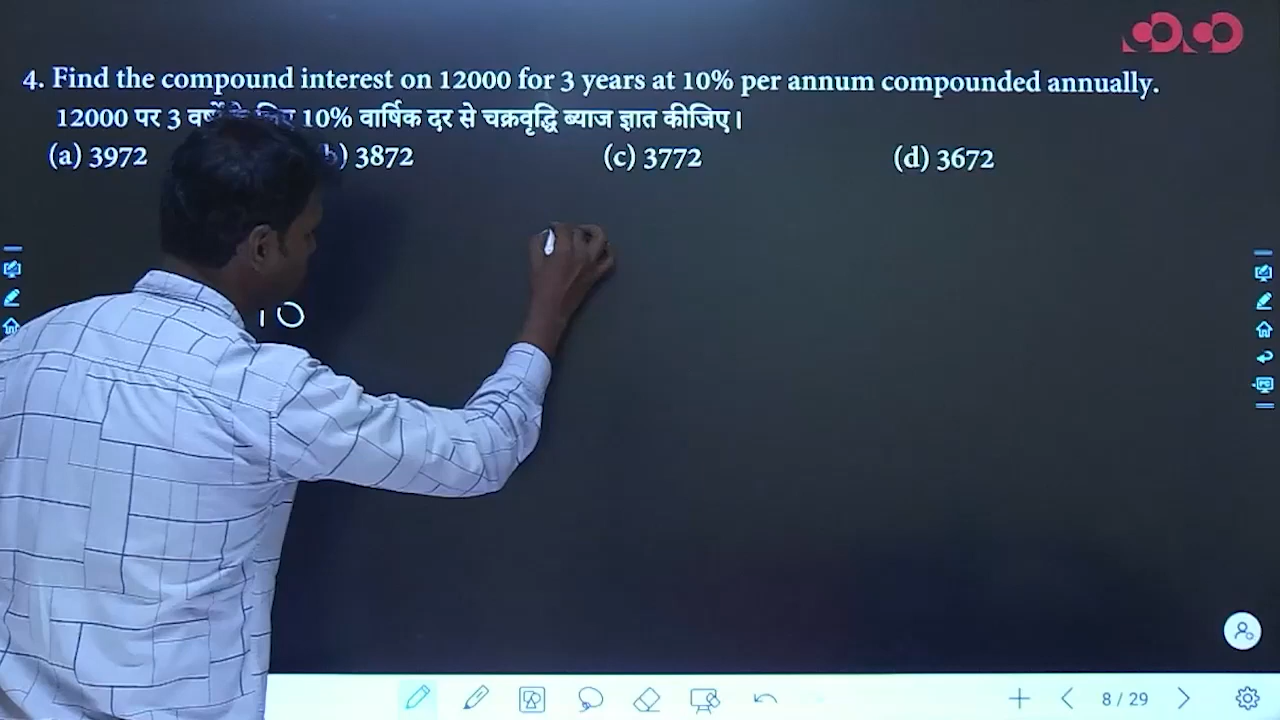 4. Find the compound interest on 12000 for 3 years at 10% per annum compounded annually.
12000 पर 3 वर्षों के लिए 10% वार्षिक दर से चक्रवृद्धि ब्याज ज्ञात कीजिए।
(a) 3972 b) 3872 (c) 3772 (d) 3672
10
8 / 29